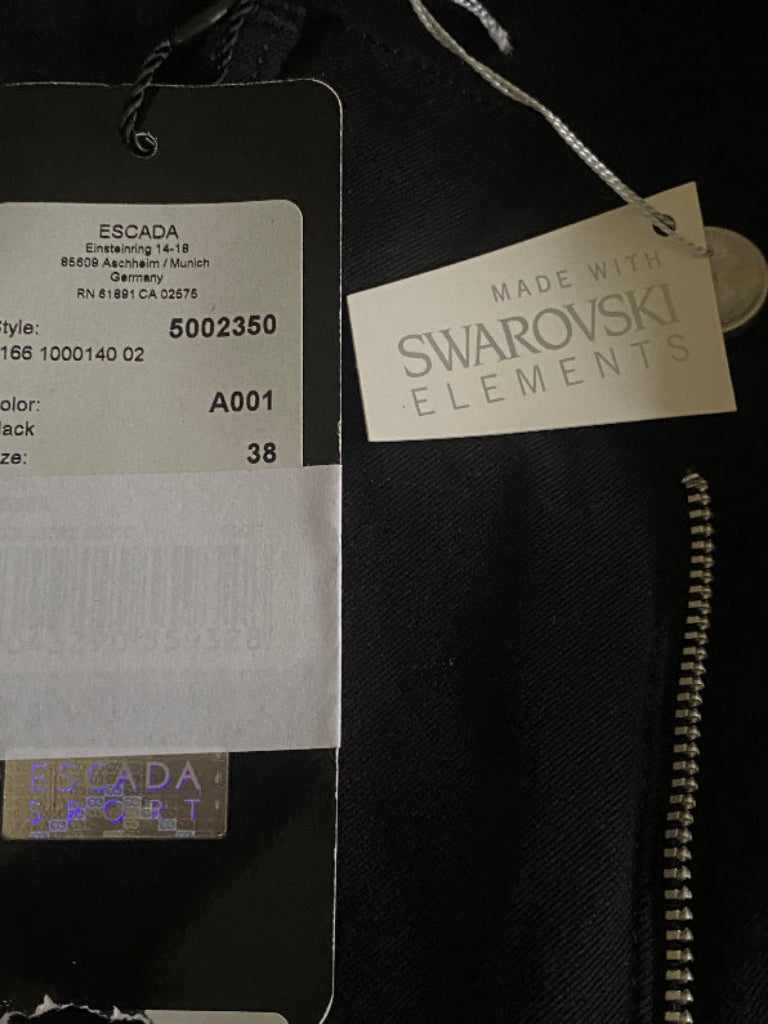 ESCADA
Einsteinring 14-18
85609 Aschheim / Munich
Germany
RN 61891 CA 02575
tyle: 5002350
166 1000140 02
olor: A001
lack
ze: 38
ESCADA
SPORT
MADE WITH
SWAROVSKI
ELEMENTS